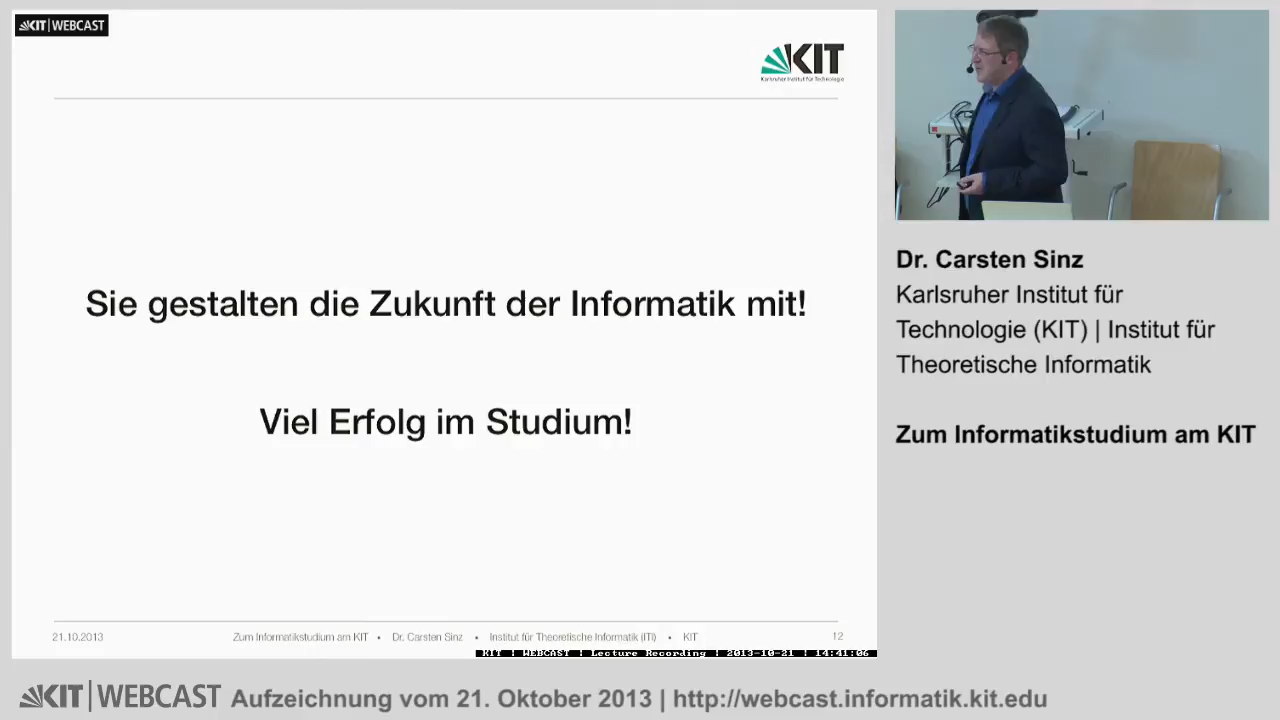 KIT | WEBCAST
KIT
Karlsruher Institut für Technologie
Sie gestalten die Zukunft der Informatik mit!
Viel Erfolg im Studium!
21.10.2013 Zum Informatikstudium am KIT • Dr. Carsten Sinz • Institut für Theoretische Informatik (ITI) • KIT 12
KIT | WEBCAST | Lecture Recording | 2013-10-21 | 14:41:06
Dr. Carsten Sinz
Karlsruher Institut für
Technologie (KIT) | Institut für
Theoretische Informatik
Zum Informatikstudium am KIT
KIT | WEBCAST Aufzeichnung vom 21. Oktober 2013 | http://webcast.informatik.kit.edu